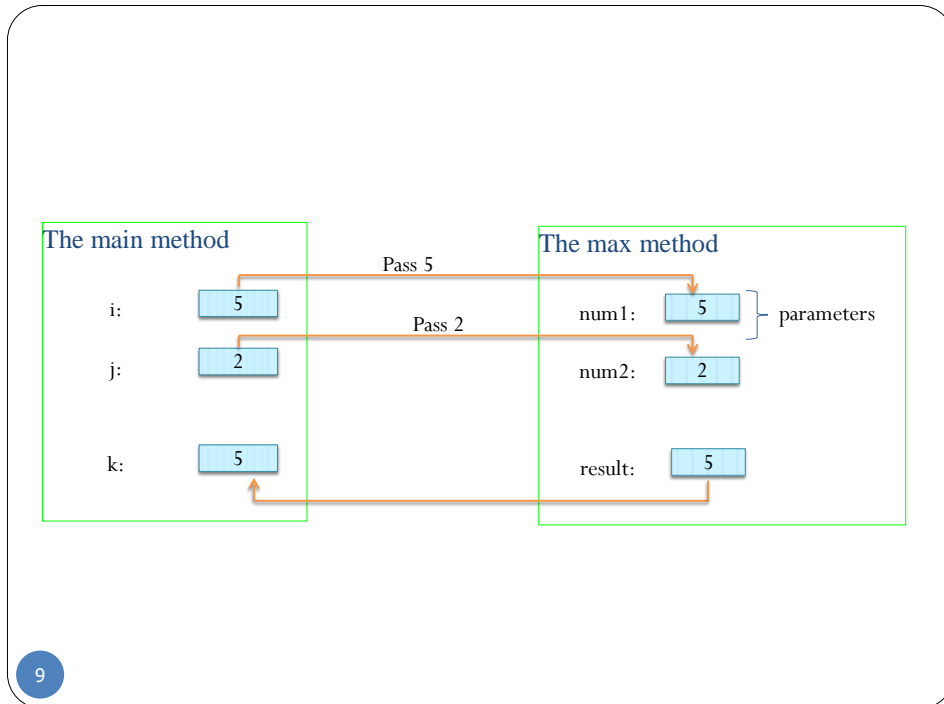 The main method
The max method
Pass 5
i:
5
num1:
5
parameters
Pass 2
j:
2
num2:
2
k:
5
result:
5
9